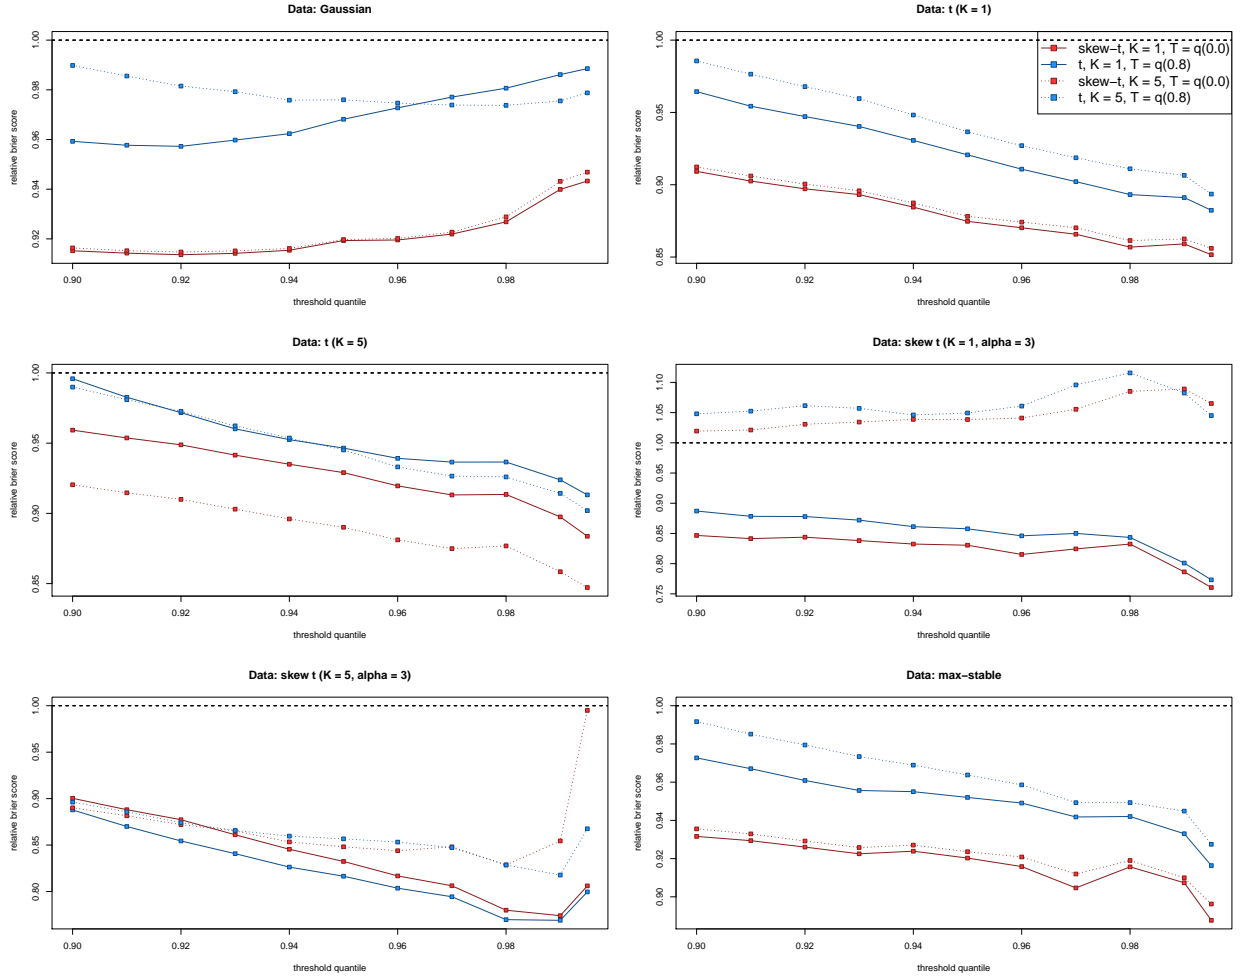 Data: Gaussian
relative brier score
1.00
0.98
0.96
0.94
0.92
0.90 0.92 0.94 0.96 0.98
threshold quantile
Data: t (K = 1)
relative brier score
1.00
0.95
0.90
0.85
skew−t, K = 1, T = q(0.0)
t, K = 1, T = q(0.8)
skew−t, K = 5, T = q(0.0)
t, K = 5, T = q(0.8)
0.90 0.92 0.94 0.96 0.98
threshold quantile
Data: t (K = 5)
relative brier score
1.00
0.95
0.90
0.85
0.90 0.92 0.94 0.96 0.98
threshold quantile
Data: skew t (K = 1, alpha = 3)
relative brier score
1.10
1.05
1.00
0.95
0.90
0.85
0.80
0.75
0.90 0.92 0.94 0.96 0.98
threshold quantile
Data: skew t (K = 5, alpha = 3)
relative brier score
1.00
0.95
0.90
0.85
0.80
0.90 0.92 0.94 0.96 0.98
threshold quantile
Data: max−stable
relative brier score
1.00
0.98
0.96
0.94
0.92
0.90
0.90 0.92 0.94 0.96 0.98
threshold quantile